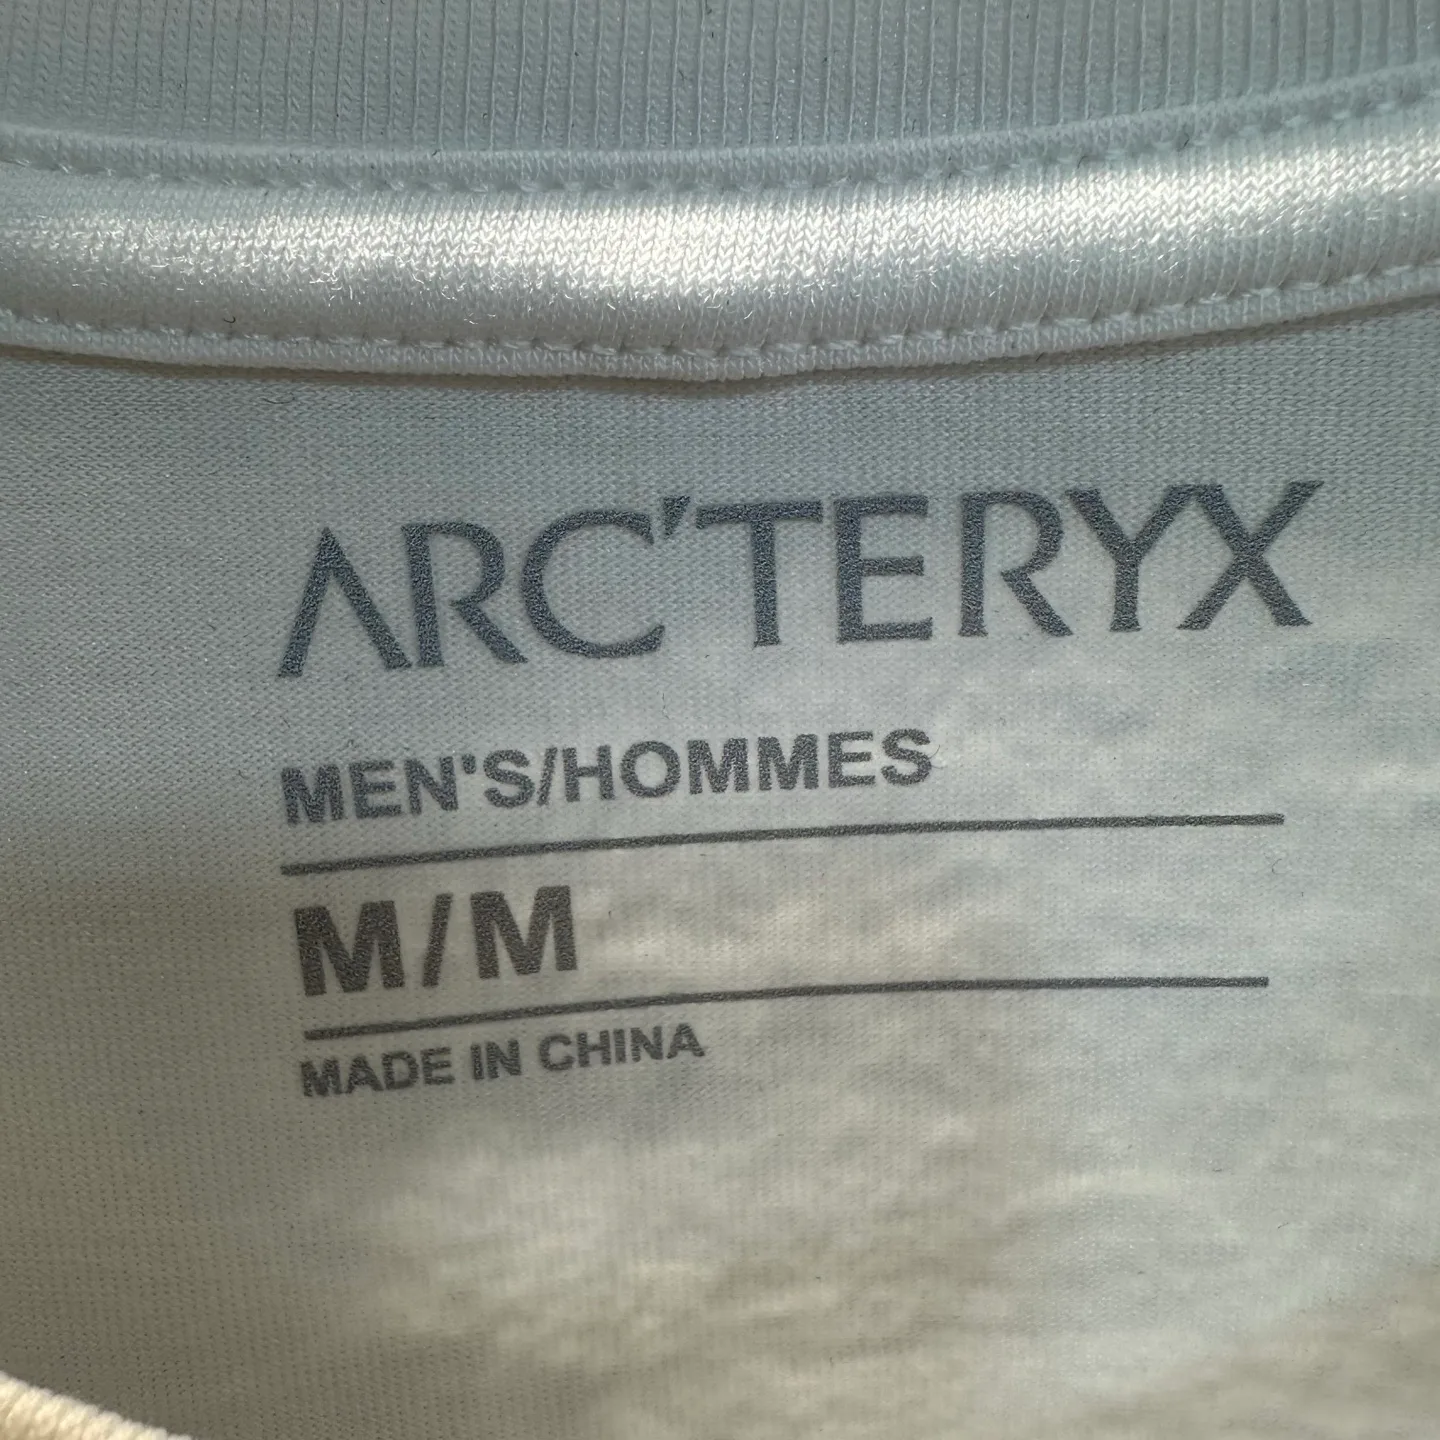 ARC'TERYX
MEN'S/HOMMES
M/M
MADE IN CHINA